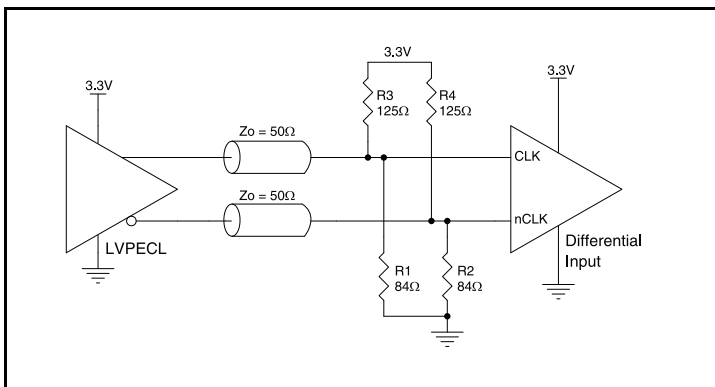 3.3V
3.3V
3.3V
R3
125Ω
R4
125Ω
Zo = 50Ω
CLK
Zo = 50Ω
nCLK
LVPECL
Differential
Input
R1
84Ω
R2
84Ω